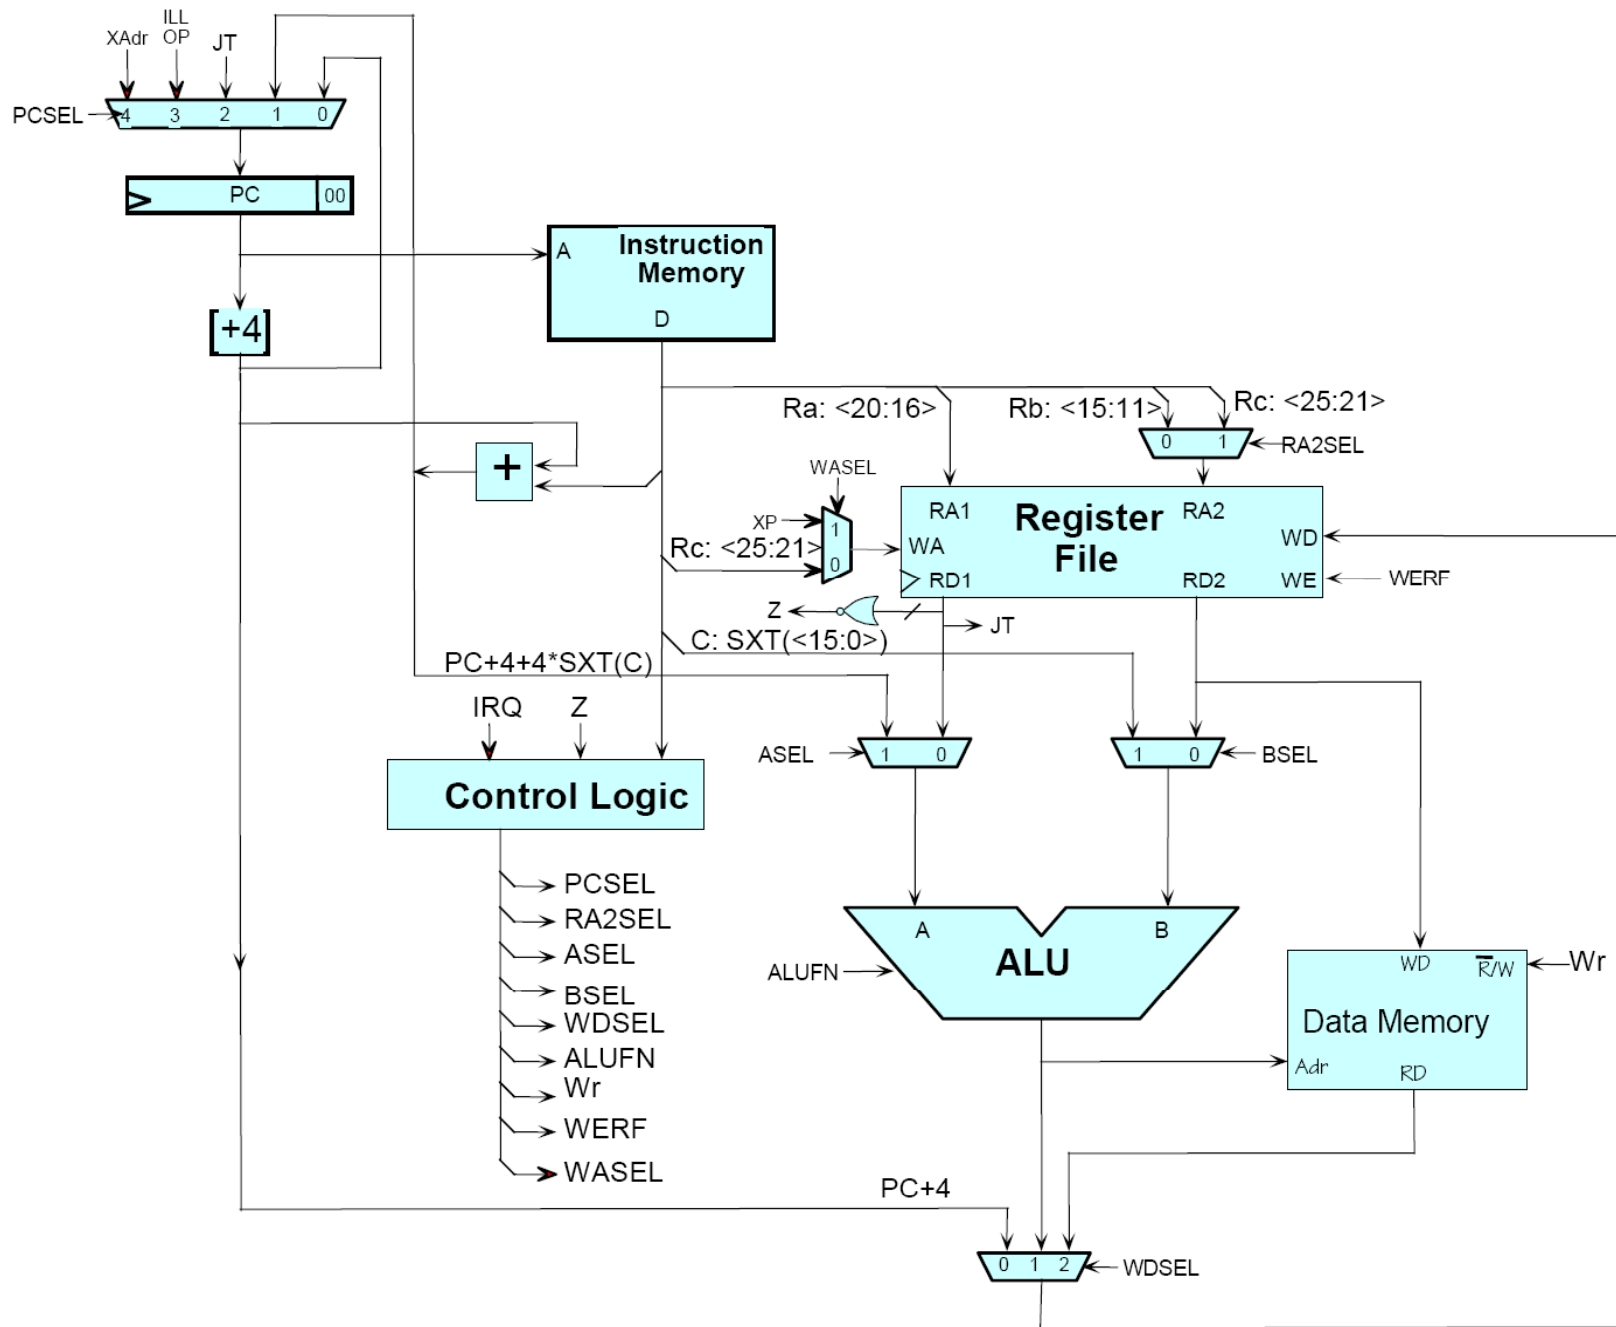 ILL
XAdr OP JT
PCSEL 4 3 2 1 0
PC 00
Instruction
Memory
A
D
+4
Ra: <20:16> Rb: <15:11> Rc: <25:21>
0 1 RA2SEL
+
WASEL
XP 1
Rc: <25:21> 0
RA1 Register RA2
File
WA WD
RD1 RD2 WE WERF
Z JT
C: SXT(<15:0>)
PC+4+4*SXT(C)
IRQ Z
ASEL 1 0 1 0 BSEL
Control Logic
PCSEL
RA2SEL
ASEL
BSEL
WDSEL
ALUFN
Wr
WERF
WASEL
A B
ALU
ALUFN
WD R̅/W Wr
Data Memory
Adr RD
PC+4
0 1 2 WDSEL